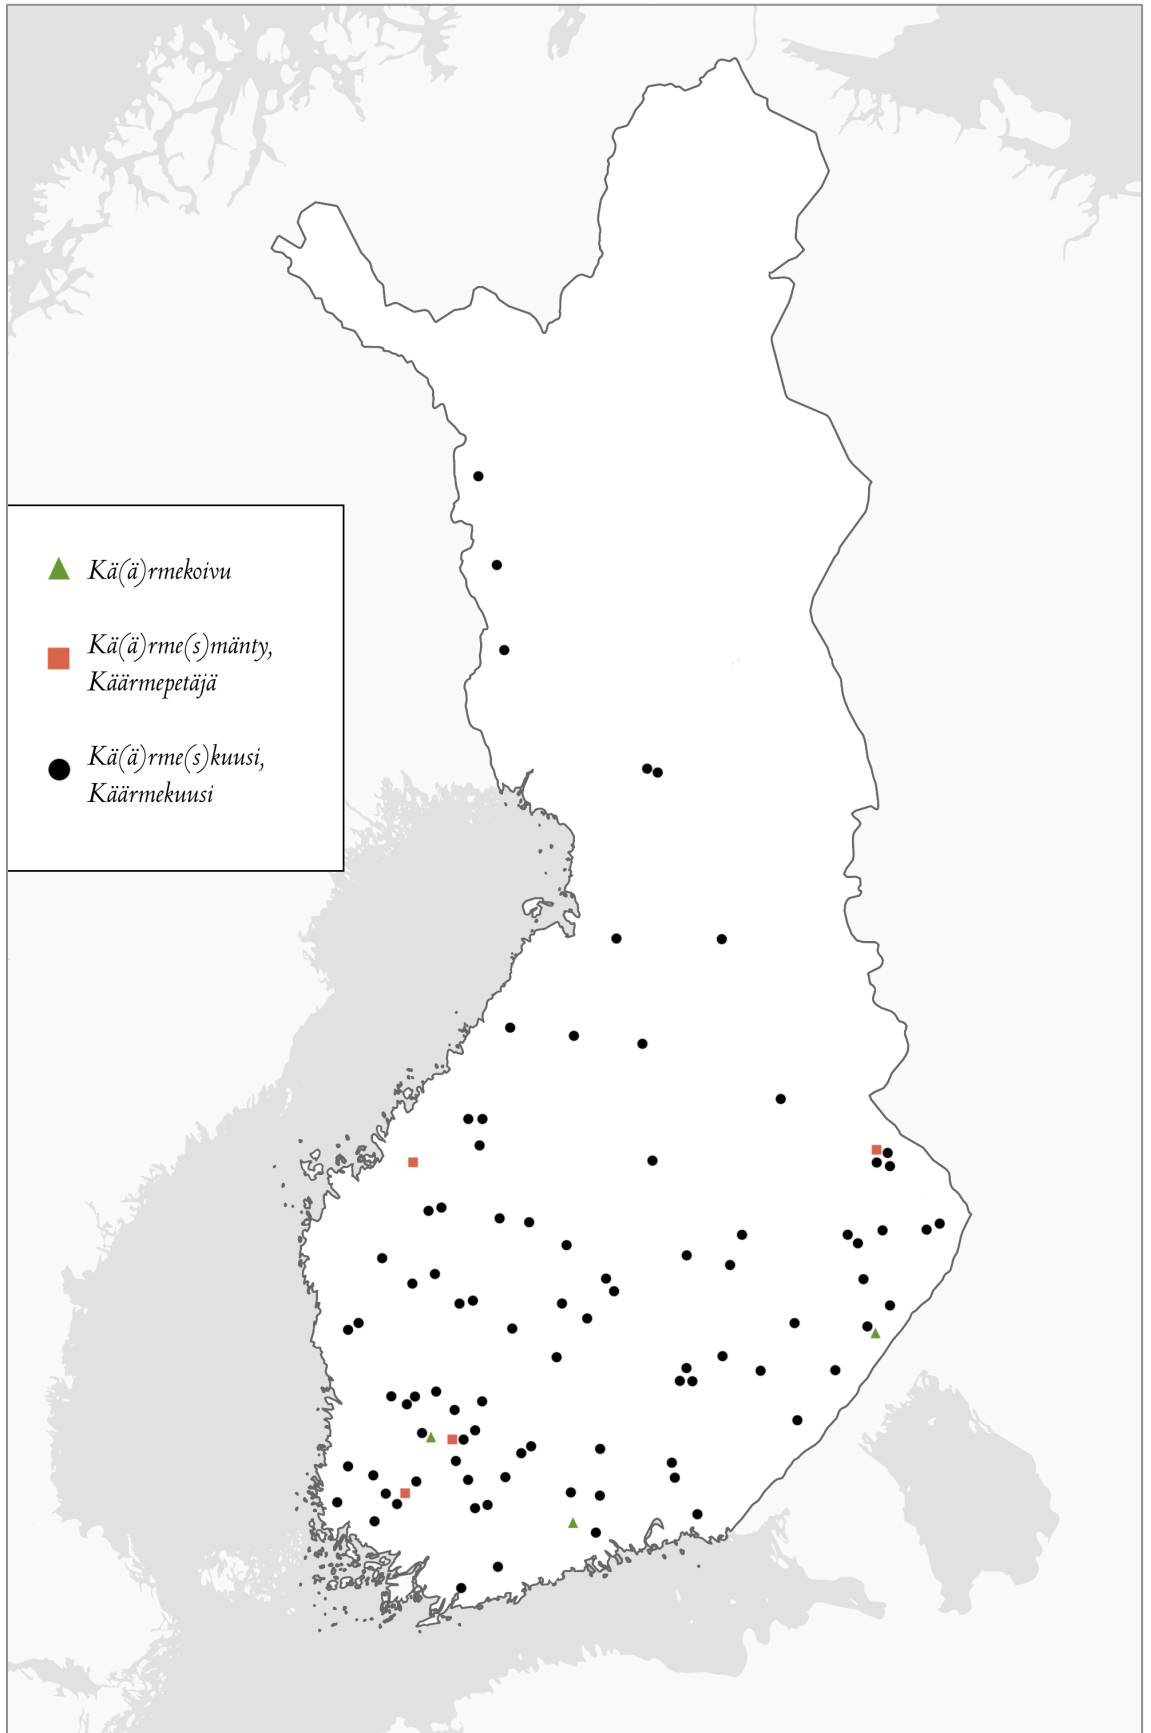 Kä(ä)rmekoivu
Kä(ä)rme(s)mänty,
Käärmepetäjä
Kä(ä)rme(s)kuusi,
Käärmekuusi